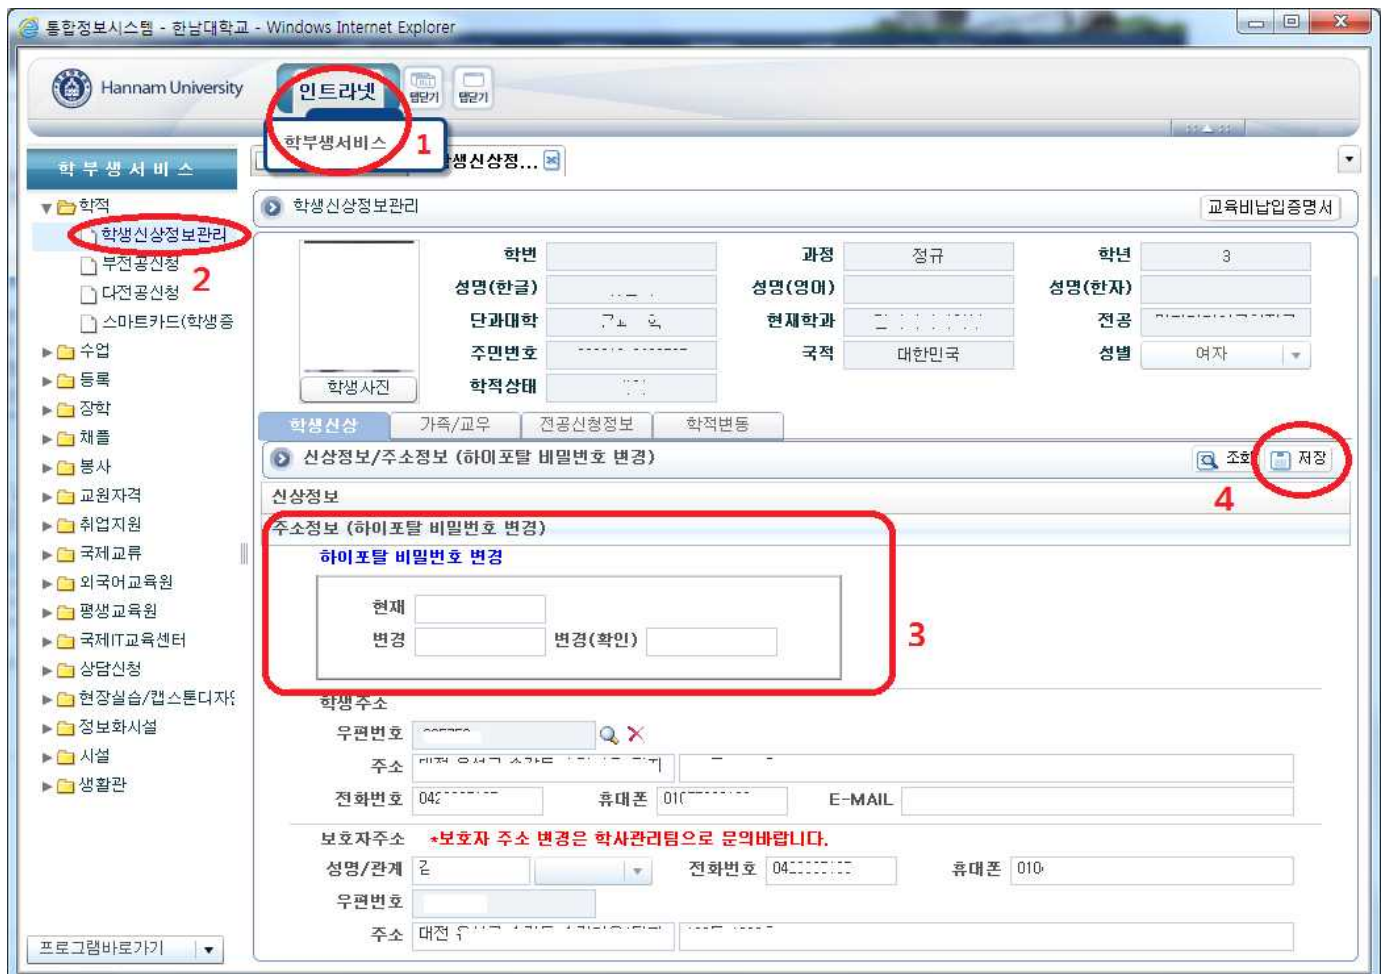 통합정보시스템 - 한남대학교 - Windows Internet Explorer
Hannam University
인트라넷
탭닫기 탭닫기
학부생서비스 1
학부생서비스
생신상정...
학적
학생신상정보관리 교육비납입증명서
학생신상정보관리
2
부전공신청
다전공신청
스마트카드(학생증
수업
등록
장학
채플
봉사
교원자격
취업지원
국제교류
외국어교육원
평생교육원
국제IT교육센터
상담신청
현장실습/캡스톤디자인
정보화시설
시설
생활관
프로그램바로가기
학번 과정 정규 학년 3
성명(한글) 성명(영어) 성명(한자)
단과대학 현재학과 전공
주민번호 국적 대한민국 성별 여자
학생사진 학적상태
학생신상 가족/교우 전공신청정보 학적변동
신상정보/주소정보 (하이포탈 비밀번호 변경) 조회 저장
4
신상정보
주소정보 (하이포탈 비밀번호 변경)
하이포탈 비밀번호 변경
현재
변경 변경(확인)
3
학생주소
우편번호
주소
전화번호 042 휴대폰 010 E-MAIL
보호자주소 *보호자 주소 변경은 학사관리팀으로 문의바랍니다.
성명/관계 전화번호 04 휴대폰 010
우편번호
주소 대전